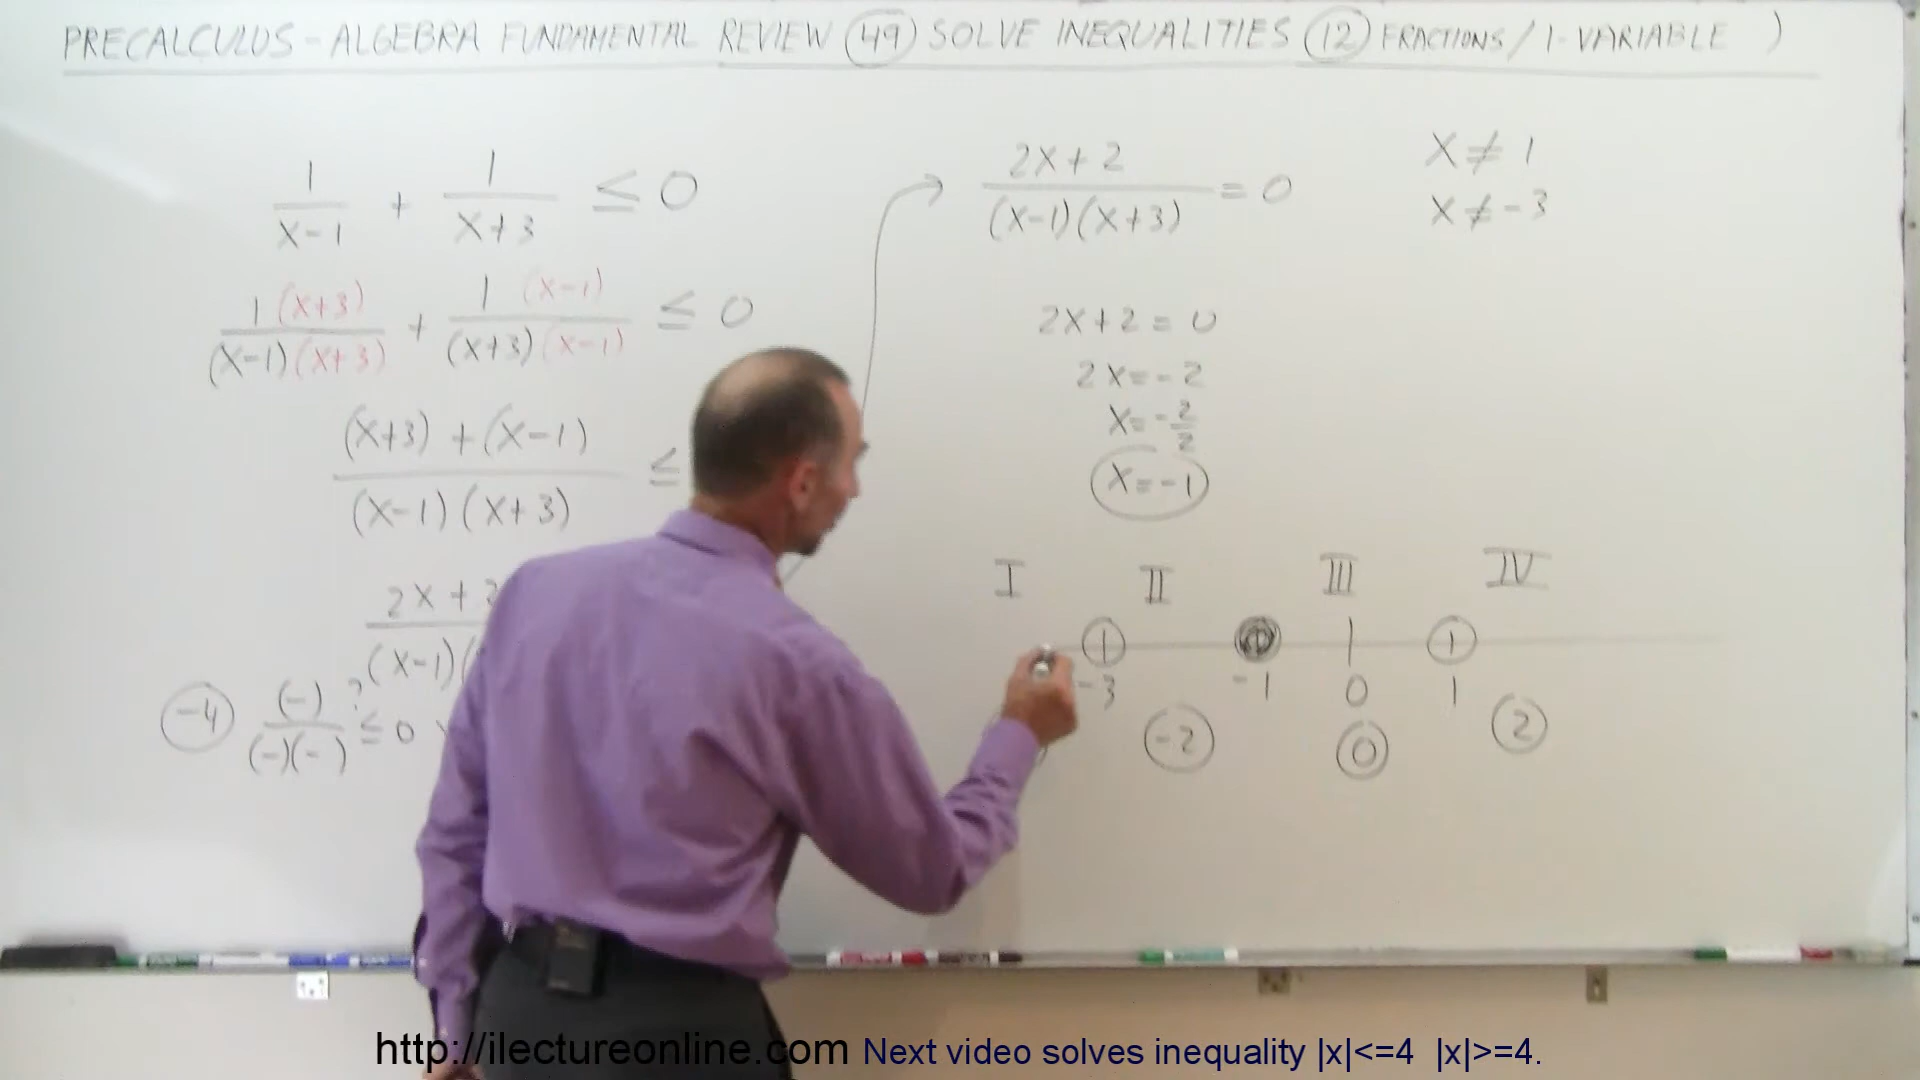 PRECALCULUS - ALGEBRA FUNDAMENTAL REVIEW (49) SOLVE INEQUALITIES (12) FRACTIONS / 1-VARIABLE )
1/(X-1) + 1/(X+3) ≤ 0
1(X+3)/((X-1)(X+3)) + 1(X-1)/((X+3)(X-1)) ≤ 0
((X+3)+(X-1))/((X-1)(X+3)) ≤
2X+2
(X-1)(
-4 (-)/((-)(-)) ?≤ 0
(2X+2)/((X-1)(X+3)) = 0
X≠1
X≠-3
2X+2=0
2X=-2
X=-2/2
X=-1
I II III IV
-3 -1 0 1
-2 0 2
http://ilectureonline.com Next video solves inequality |x|<=4 |x|>=4.